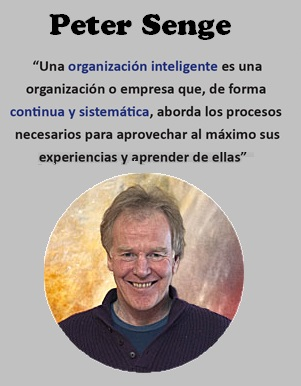 Peter Senge
“Una organización inteligente es una
organización o empresa que, de forma
continua y sistemática, aborda los procesos
necesarios para aprovechar al máximo sus
experiencias y aprender de ellas”